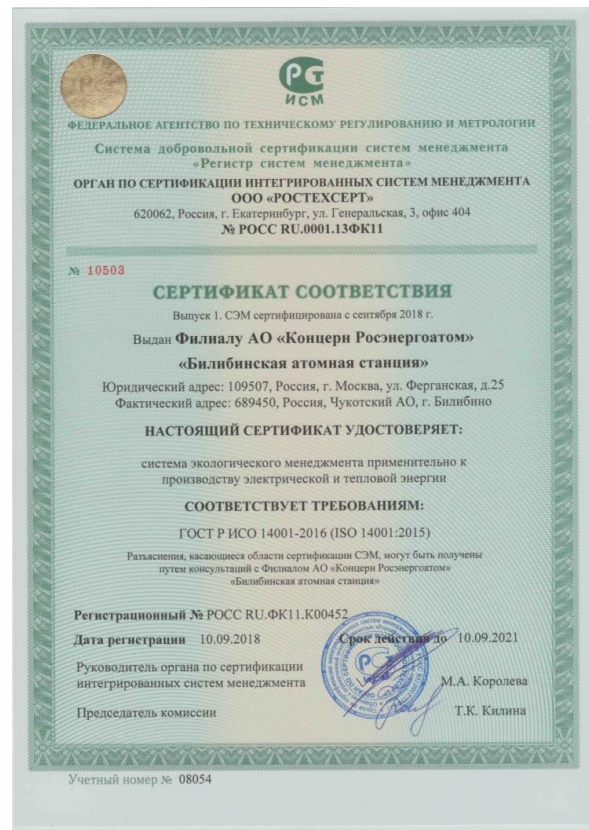 РСТ
ИСМ
ФЕДЕРАЛЬНОЕ АГЕНТСТВО ПО ТЕХНИЧЕСКОМУ РЕГУЛИРОВАНИЮ И МЕТРОЛОГИИ
Система добровольной сертификации систем менеджмента
«Регистр систем менеджмента»
ОРГАН ПО СЕРТИФИКАЦИИ ИНТЕГРИРОВАННЫХ СИСТЕМ МЕНЕДЖМЕНТА
ООО «РОСТЕХСЕРТ»
620062, Россия, г. Екатеринбург, ул. Генеральская, 3, офис 404
№ РОСС RU.0001.13ФК11
№ 10503
СЕРТИФИКАТ СООТВЕТСТВИЯ
Выпуск 1. СЭМ сертифицирована с сентября 2018 г.
Выдан Филиалу АО «Концерн Росэнергоатом»
«Билибинская атомная станция»
Юридический адрес: 109507, Россия, г. Москва, ул. Ферганская, д.25
Фактический адрес: 689450, Россия, Чукотский АО, г. Билибино
НАСТОЯЩИЙ СЕРТИФИКАТ УДОСТОВЕРЯЕТ:
система экологического менеджмента применительно к
производству электрической и тепловой энергии
СООТВЕТСТВУЕТ ТРЕБОВАНИЯМ:
ГОСТ Р ИСО 14001-2016 (ISO 14001:2015)
Разъяснения, касающиеся области сертификации СЭМ, могут быть получены
путем консультаций с Филиалом АО «Концерн Росэнергоатом»
«Билибинская атомная станция»
Регистрационный № РОСС RU.ФК11.К00452
Дата регистрации 10.09.2018 Срок действия до 10.09.2021
Руководитель органа по сертификации
интегрированных систем менеджмента М.А. Королева
Председатель комиссии Т.К. Килина
Учетный номер № 08054